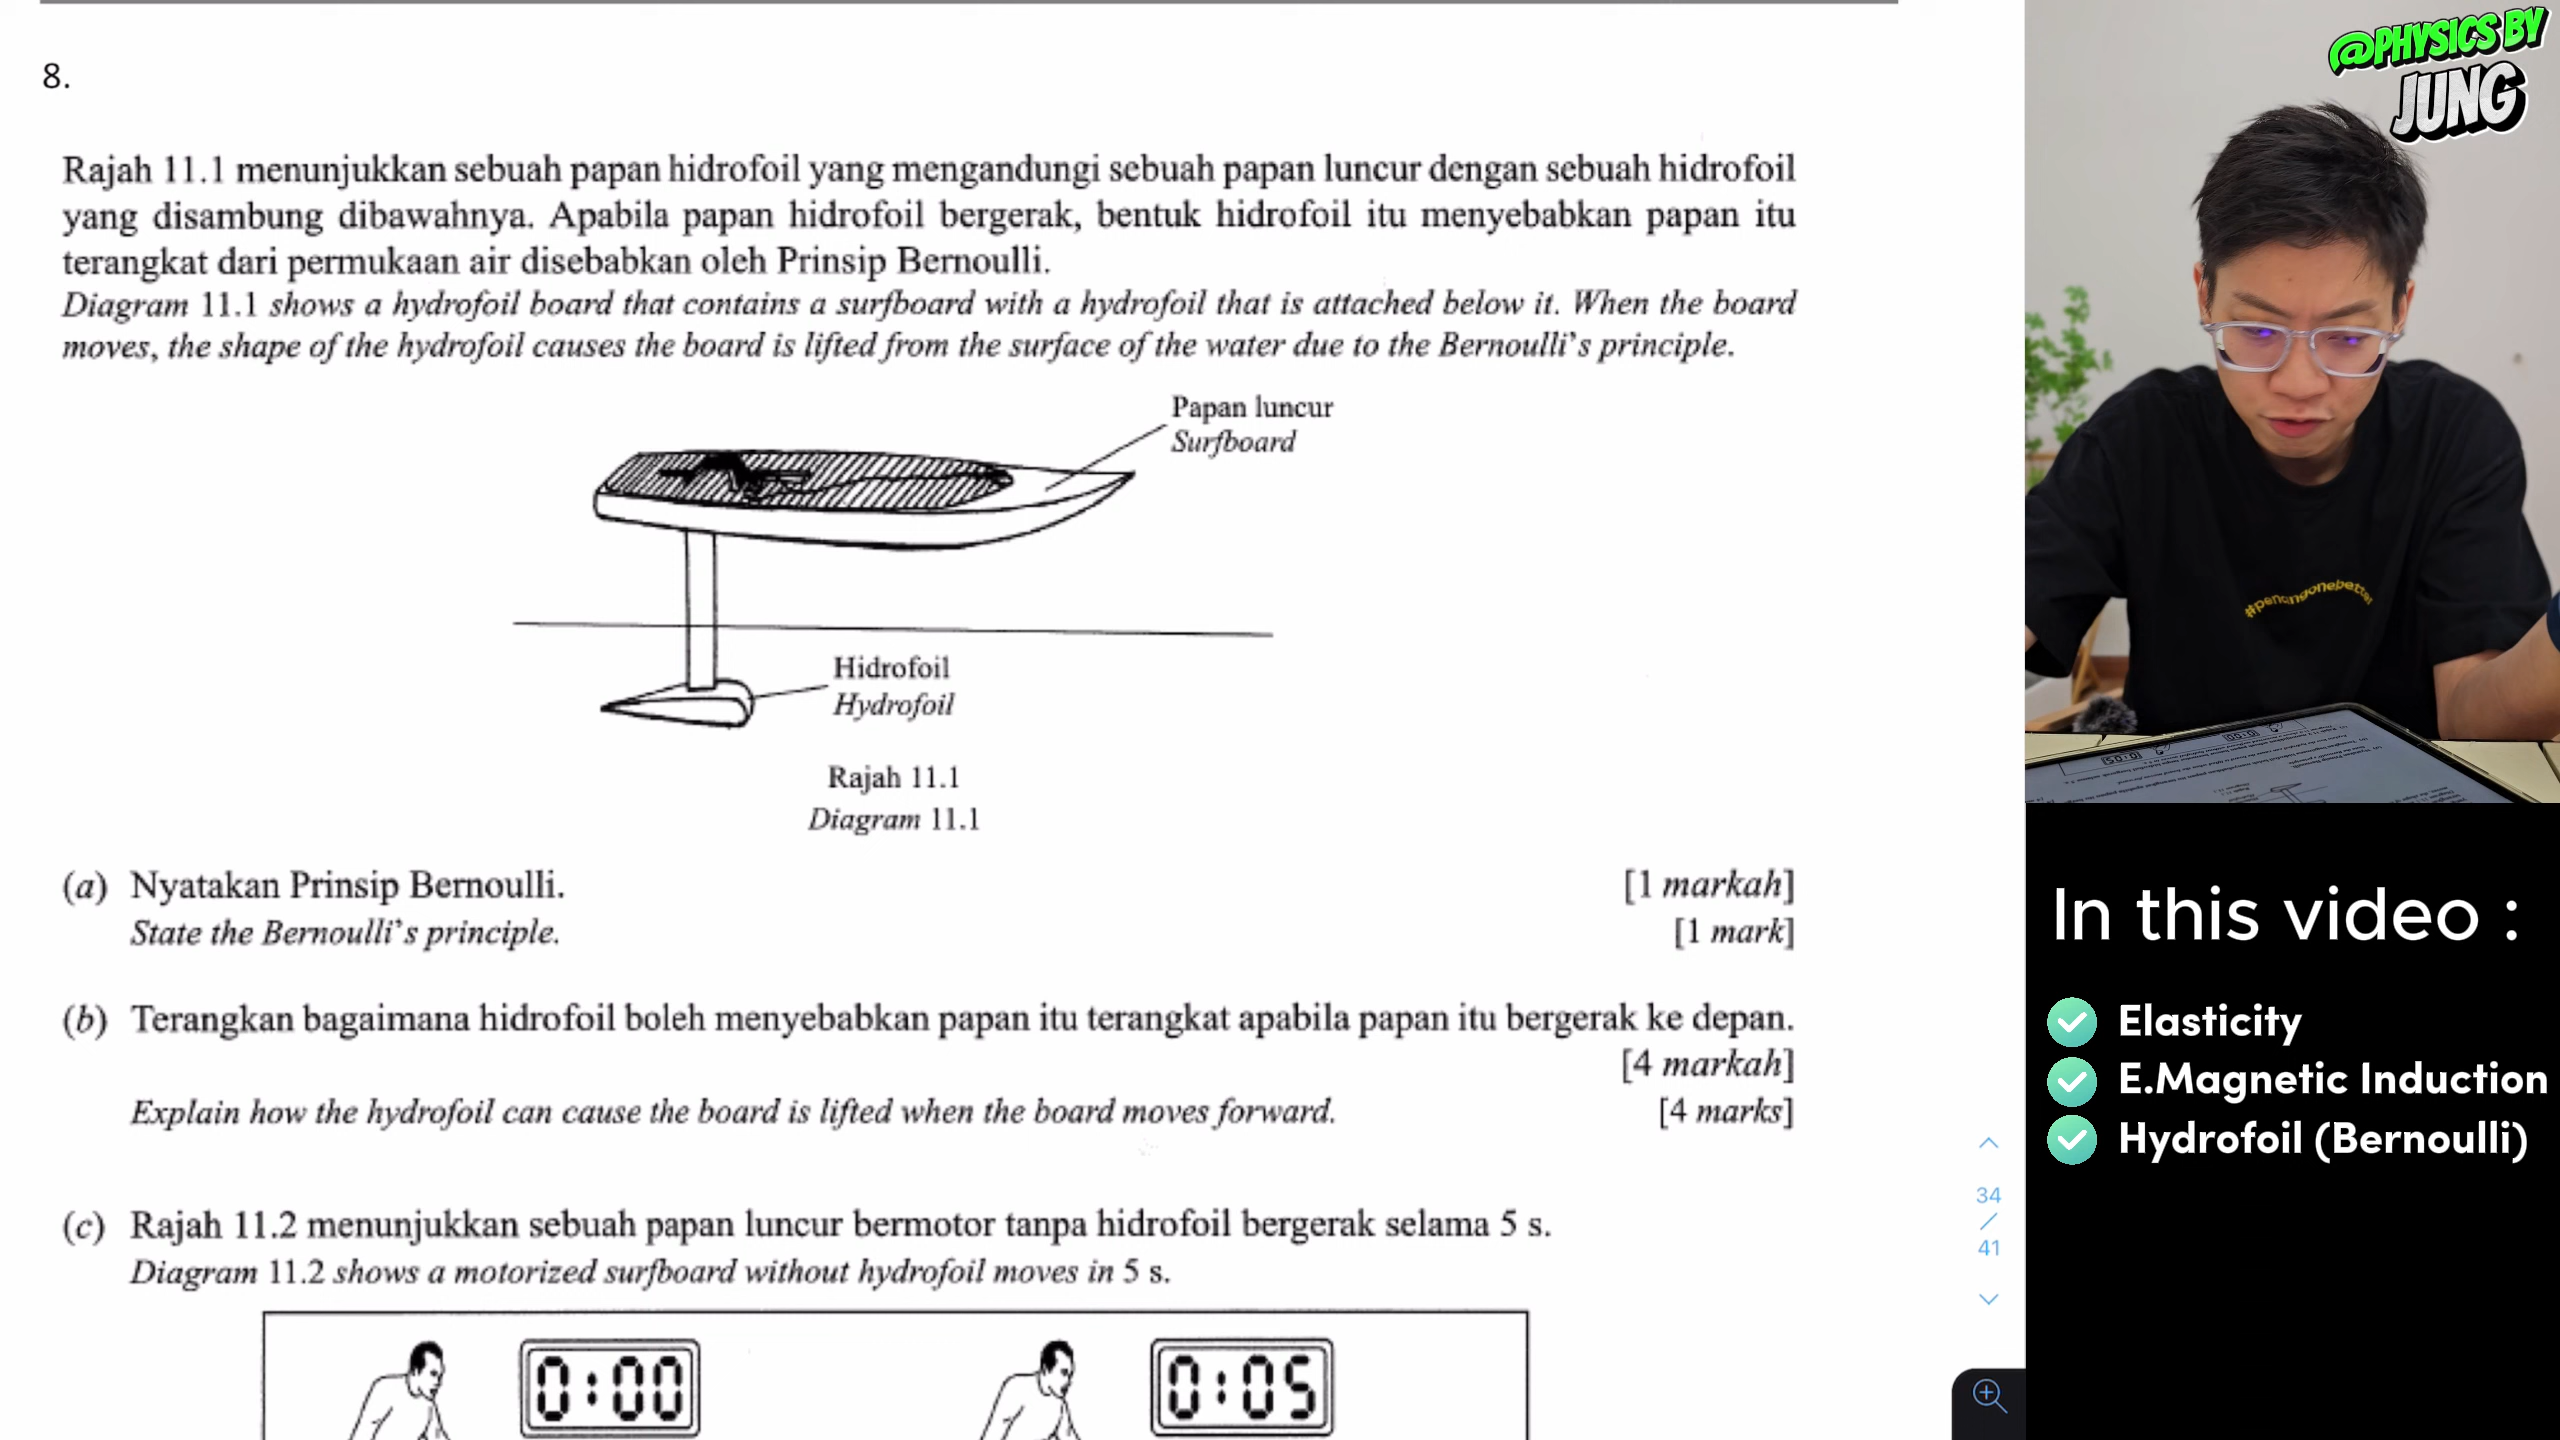 8.
Rajah 11.1 menunjukkan sebuah papan hidrofoil yang mengandungi sebuah papan luncur dengan sebuah hidrofoil
yang disambung dibawahnya. Apabila papan hidrofoil bergerak, bentuk hidrofoil itu menyebabkan papan itu
terangkat dari permukaan air disebabkan oleh Prinsip Bernoulli.
Diagram 11.1 shows a hydrofoil board that contains a surfboard with a hydrofoil that is attached below it. When the board
moves, the shape of the hydrofoil causes the board is lifted from the surface of the water due to the Bernoulli's principle.
Papan luncur
Surfboard
Hidrofoil
Hydrofoil
Rajah 11.1
Diagram 11.1
(a) Nyatakan Prinsip Bernoulli. [1 markah]
State the Bernoulli's principle. [1 mark]
(b) Terangkan bagaimana hidrofoil boleh menyebabkan papan itu terangkat apabila papan itu bergerak ke depan.
[4 markah]
Explain how the hydrofoil can cause the board is lifted when the board moves forward. [4 marks]
(c) Rajah 11.2 menunjukkan sebuah papan luncur bermotor tanpa hidrofoil bergerak selama 5 s.
Diagram 11.2 shows a motorized surfboard without hydrofoil moves in 5 s.
0:00
0:05
34
/
41
@PHYSICS BY
JUNG
#penangonebetter
In this video :
Elasticity
E.Magnetic Induction
Hydrofoil (Bernoulli)